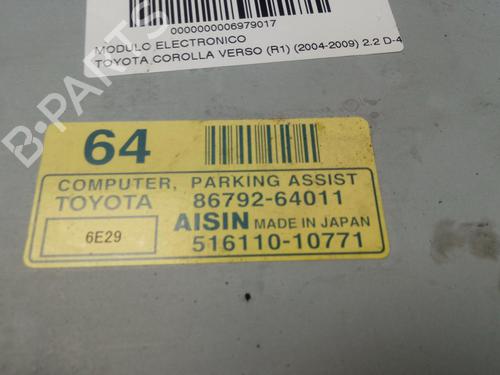 0000000006979017
MODULO ELECTRONICO
TOYOTA COROLLA VERSO (R1) (2004-2009) 2.2 D-4
B-PARTS
64
COMPUTER, PARKING ASSIST
TOYOTA 86792-64011
6E29 AISIN MADE IN JAPAN
516110-10771